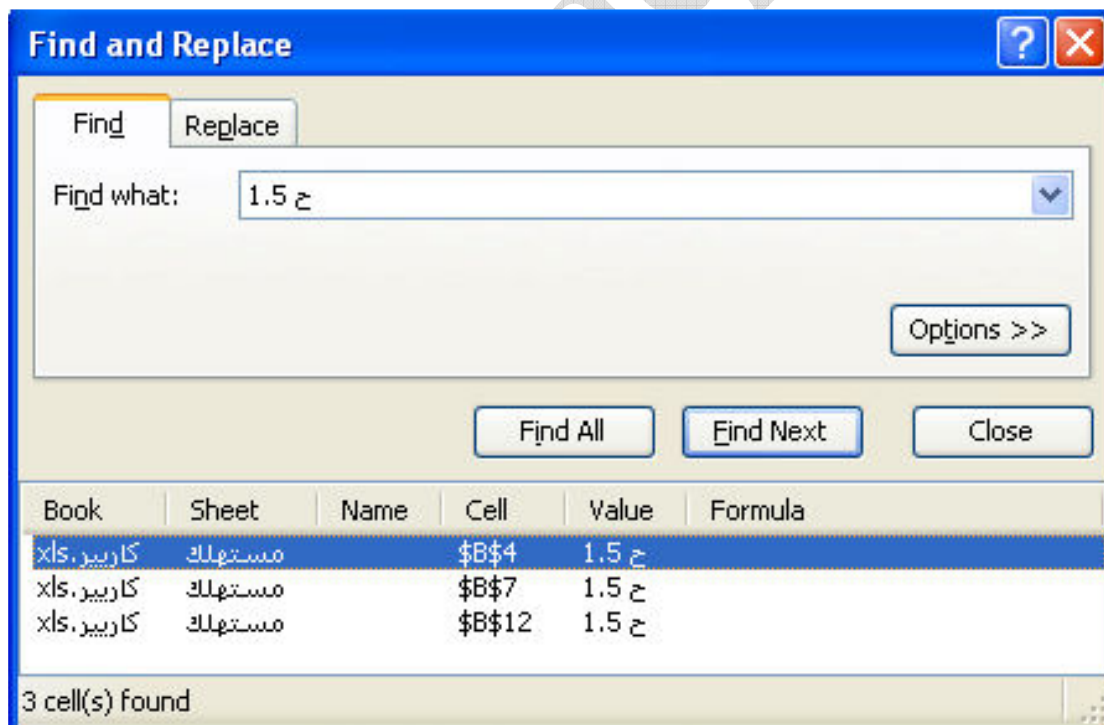 Find and Replace
Find Replace
Find what: 1.5 ح
Options >>
Find All Find Next Close
Book Sheet Name Cell Value Formula
كاريير.xls مستهلك $B$4 1.5 ح
كاريير.xls مستهلك $B$7 1.5 ح
كاريير.xls مستهلك $B$12 1.5 ح
3 cell(s) found